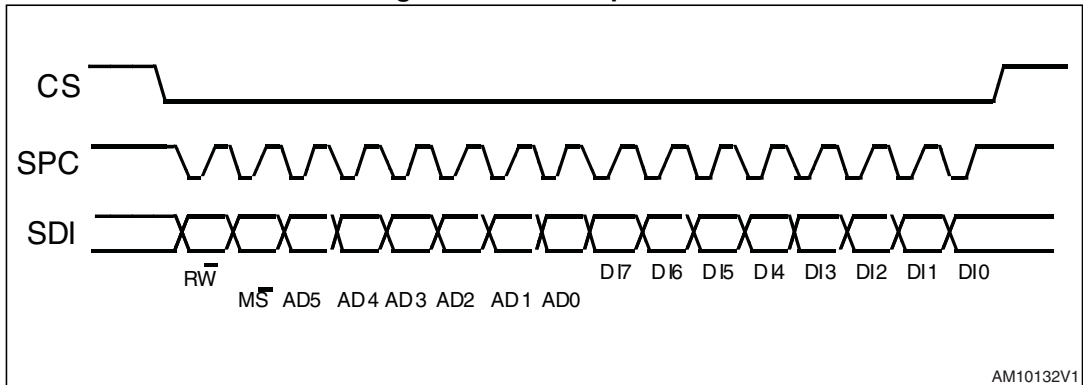 CS
SPC
SDI
RW̅
DI7 DI6 DI5 DI4 DI3 DI2 DI1 DI0
MS̅ AD5 AD4 AD3 AD2 AD1 AD0
AM10132V1